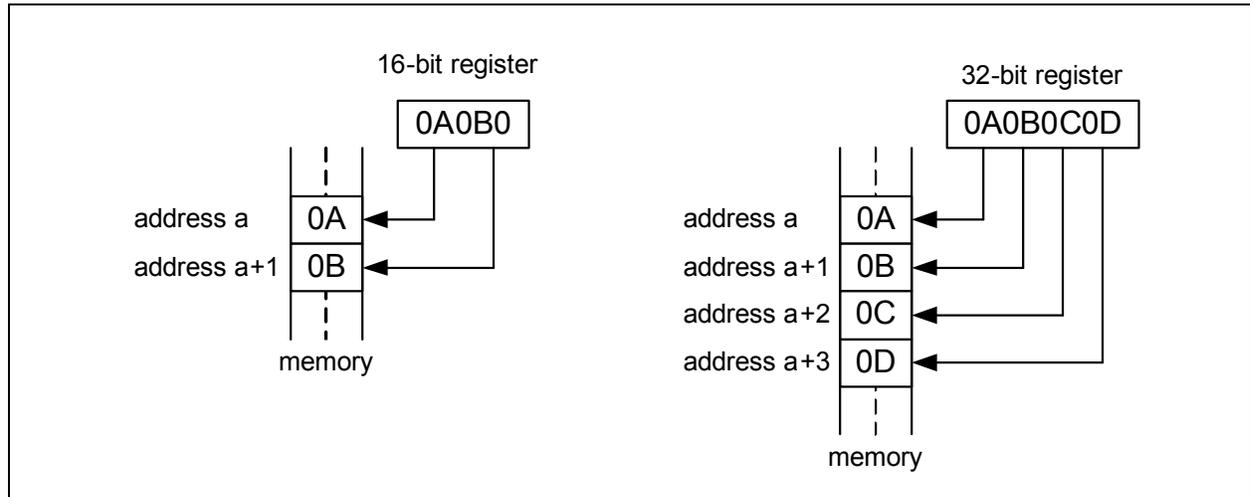 16-bit register
0A0B0
address a
0A
address a+1
0B
memory
32-bit register
0A0B0C0D
address a
0A
address a+1
0B
address a+2
0C
address a+3
0D
memory